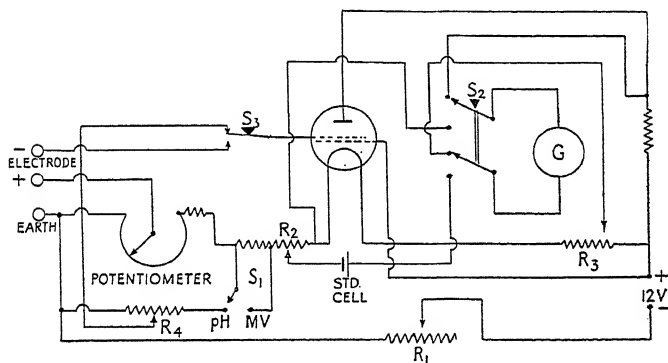 S₂
S₃
−
ELECTRODE
G
+
EARTH
R₂
POTENTIOMETER
S₁
STD.
CELL
R₃
+
12V
−
R₄
pH
MV
R₁